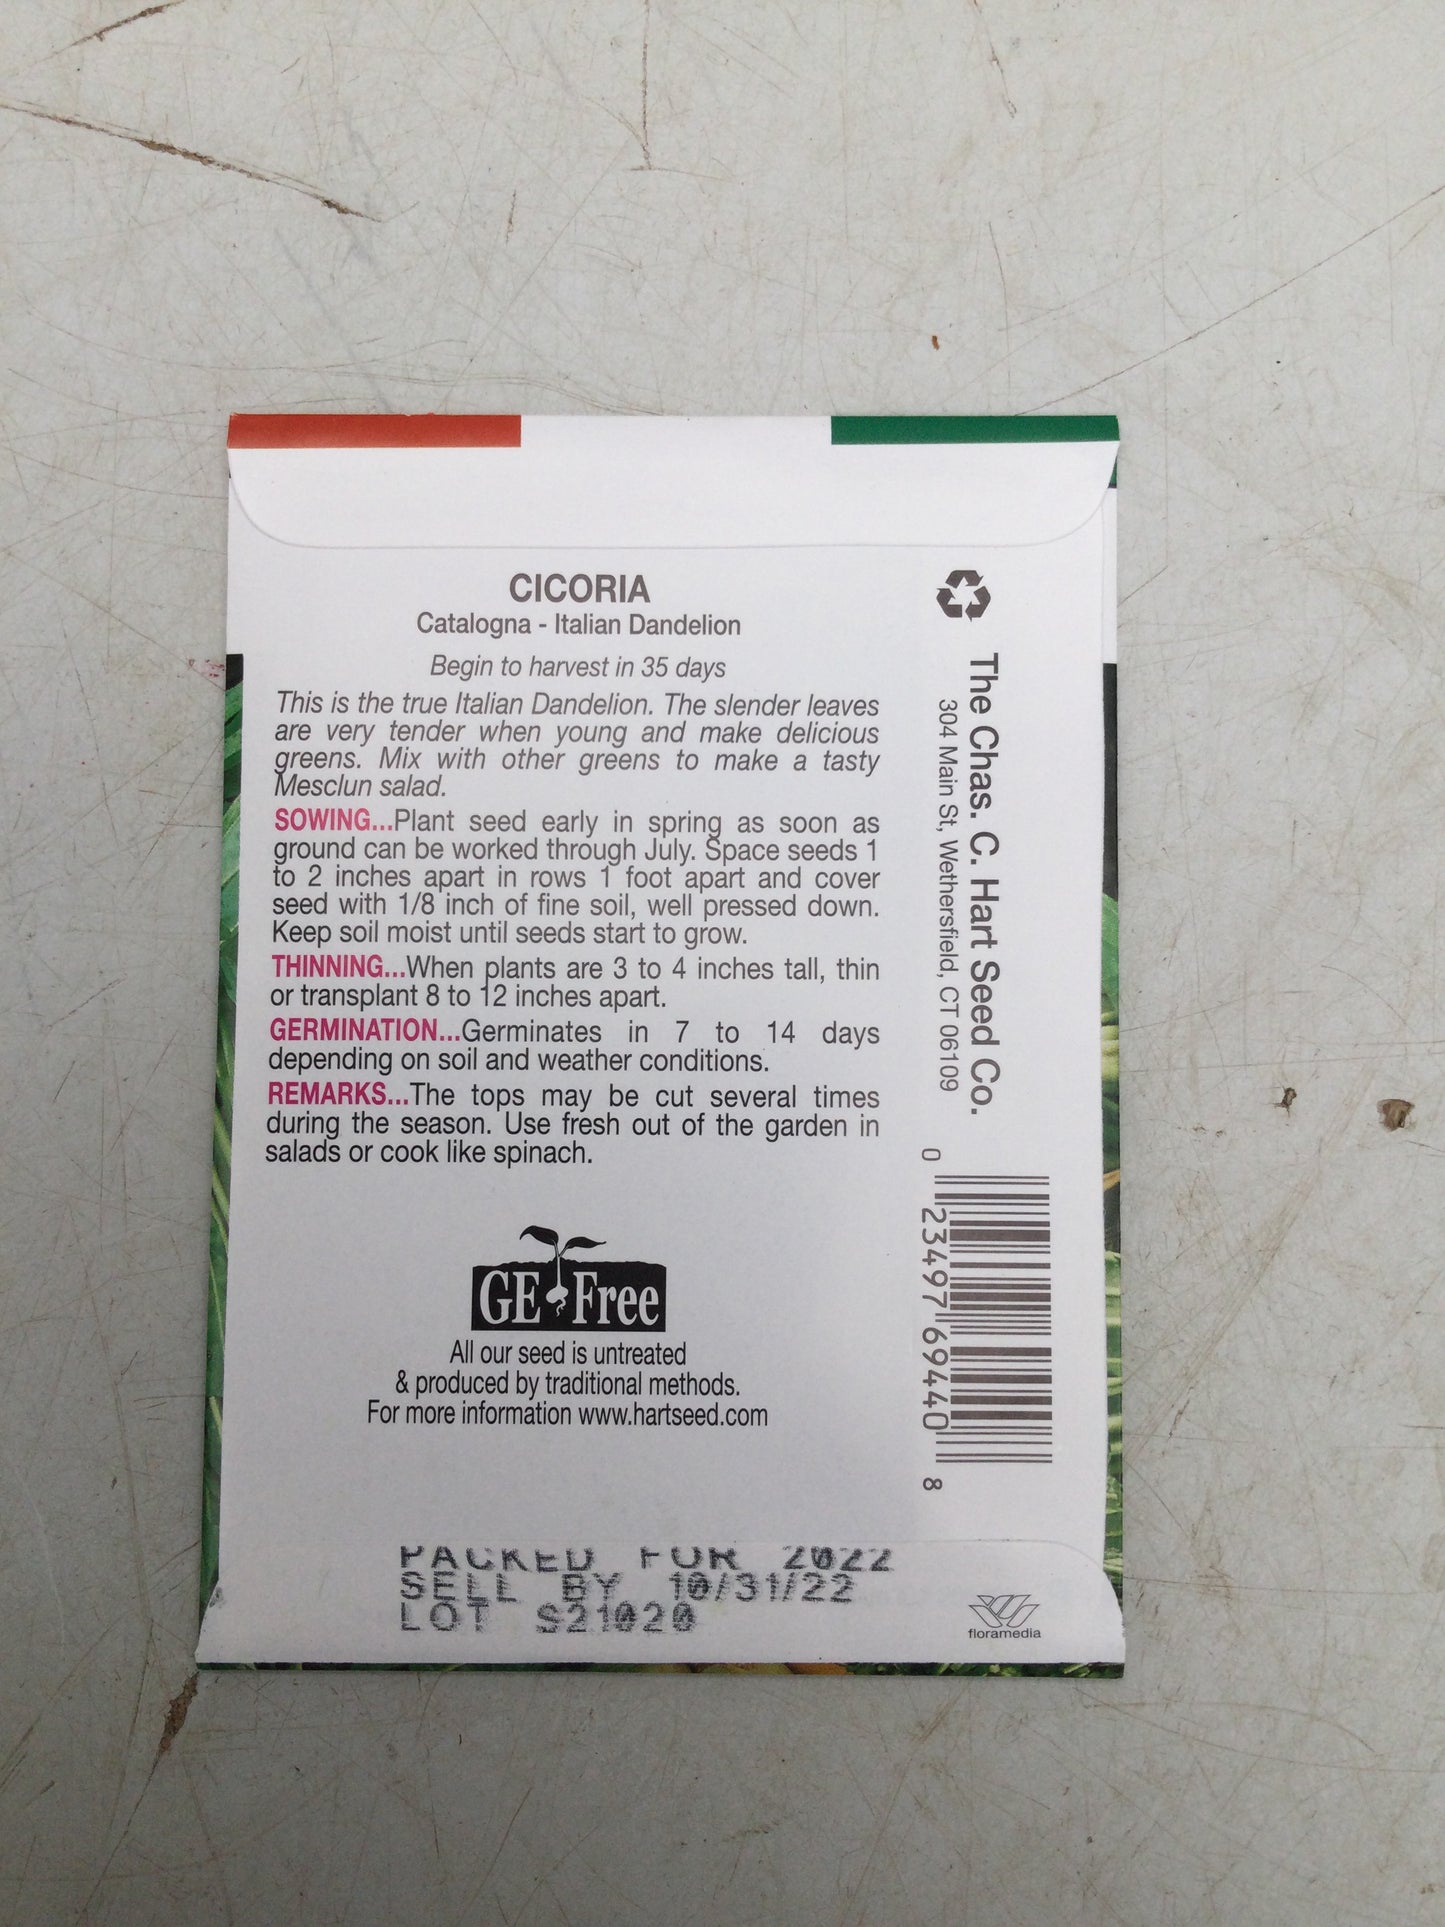 CICORIA
Catalogna - Italian Dandelion
Begin to harvest in 35 days
This is the true Italian Dandelion. The slender leaves
are very tender when young and make delicious
greens. Mix with other greens to make a tasty
Mesclun salad.
SOWING...Plant seed early in spring as soon as
ground can be worked through July. Space seeds 1
to 2 inches apart in rows 1 foot apart and cover
seed with 1/8 inch of fine soil, well pressed down.
Keep soil moist until seeds start to grow.
THINNING...When plants are 3 to 4 inches tall, thin
or transplant 8 to 12 inches apart.
GERMINATION...Germinates in 7 to 14 days
depending on soil and weather conditions.
REMARKS...The tops may be cut several times
during the season. Use fresh out of the garden in
salads or cook like spinach.
GE Free
All our seed is untreated
& produced by traditional methods.
For more information www.hartseed.com
PACKED FOR 2022
SELL BY 10/31/22
LOT S21020
The Chas. C. Hart Seed Co.
304 Main St, Wethersfield, CT 06109
0 23497 69440 8
floramedia